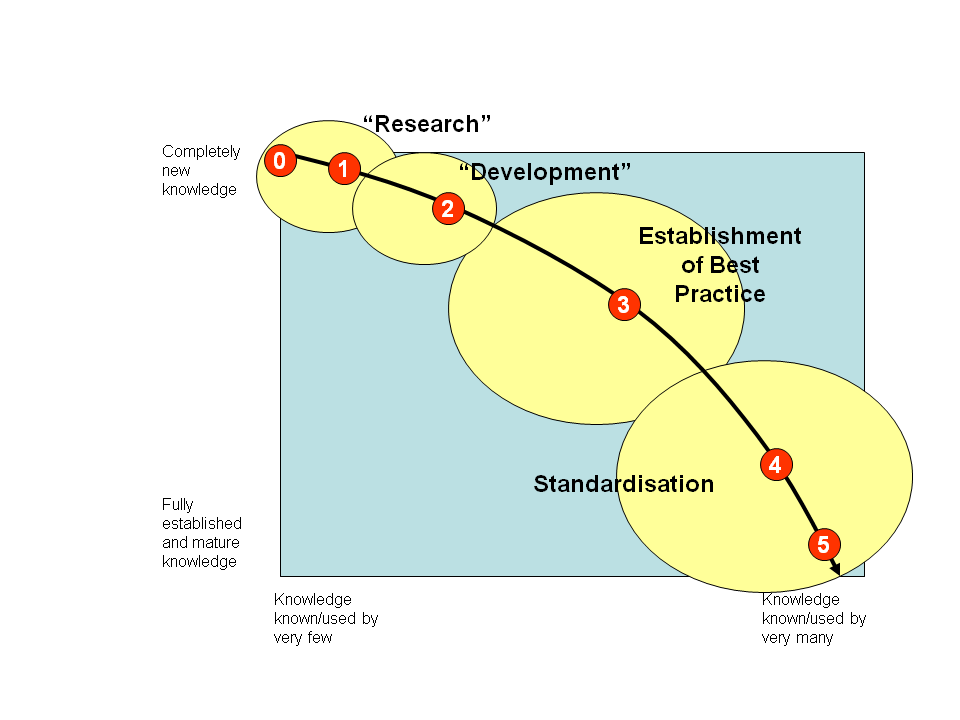 “Research”
Completely
new
knowledge
0
1
“Development”
2
Establishment
of Best
Practice
3
4
Standardisation
Fully
established
and mature
knowledge
5
Knowledge
known/used by
very few
Knowledge
known/used by
very many